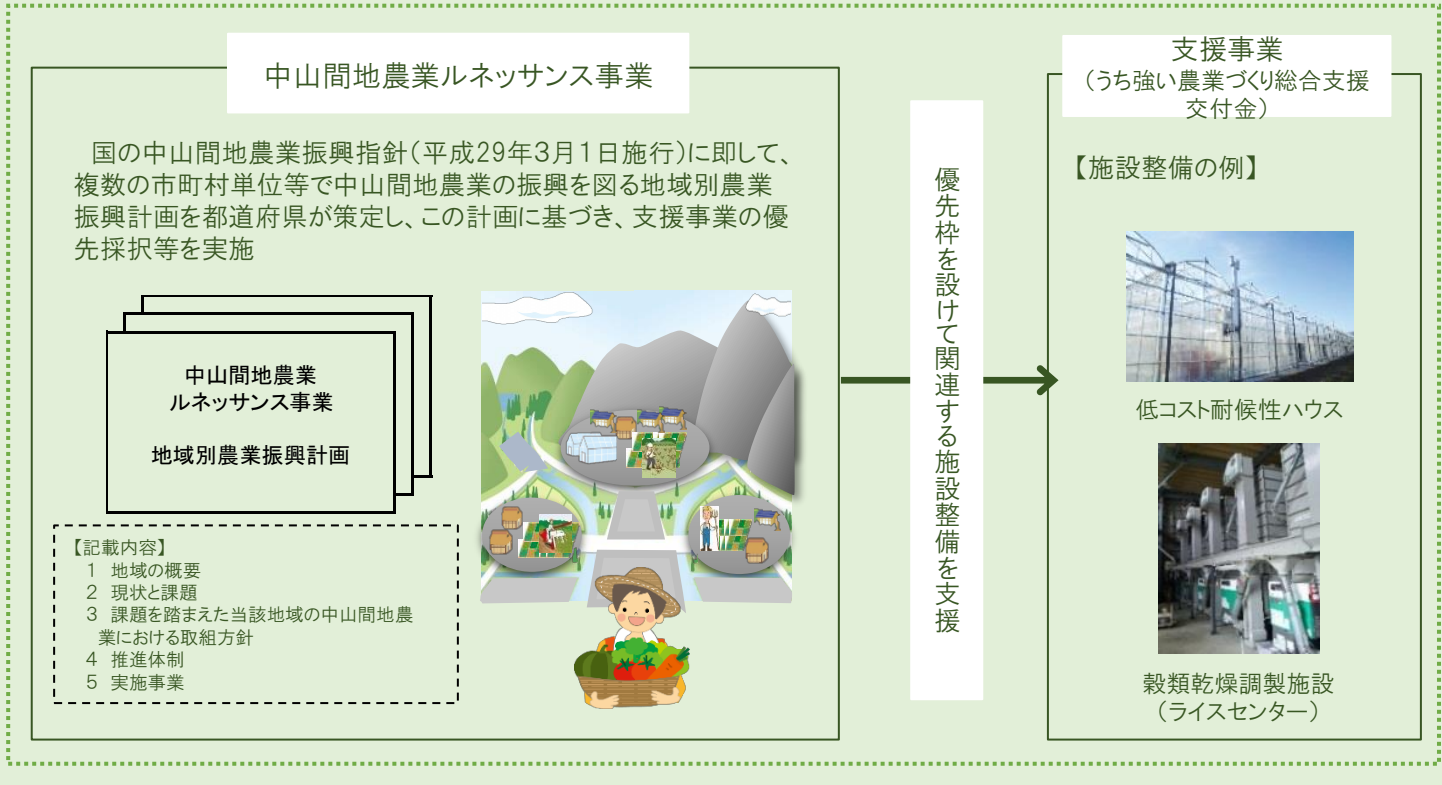 中山間地農業ルネッサンス事業
国の中山間地農業振興指針（平成29年3月1日施行）に即して、
複数の市町村単位等で中山間地農業の振興を図る地域別農業
振興計画を都道府県が策定し、この計画に基づき、支援事業の優
先採択等を実施
中山間地農業
ルネッサンス事業
地域別農業振興計画
【記載内容】
1 地域の概要
2 現状と課題
3 課題を踏まえた当該地域の中山間地農
業における取組方針
4 推進体制
5 実施事業
優先枠を設けて関連する施設整備を支援
支援事業
（うち強い農業づくり総合支援
交付金）
【施設整備の例】
低コスト耐候性ハウス
穀類乾燥調製施設
（ライスセンター）